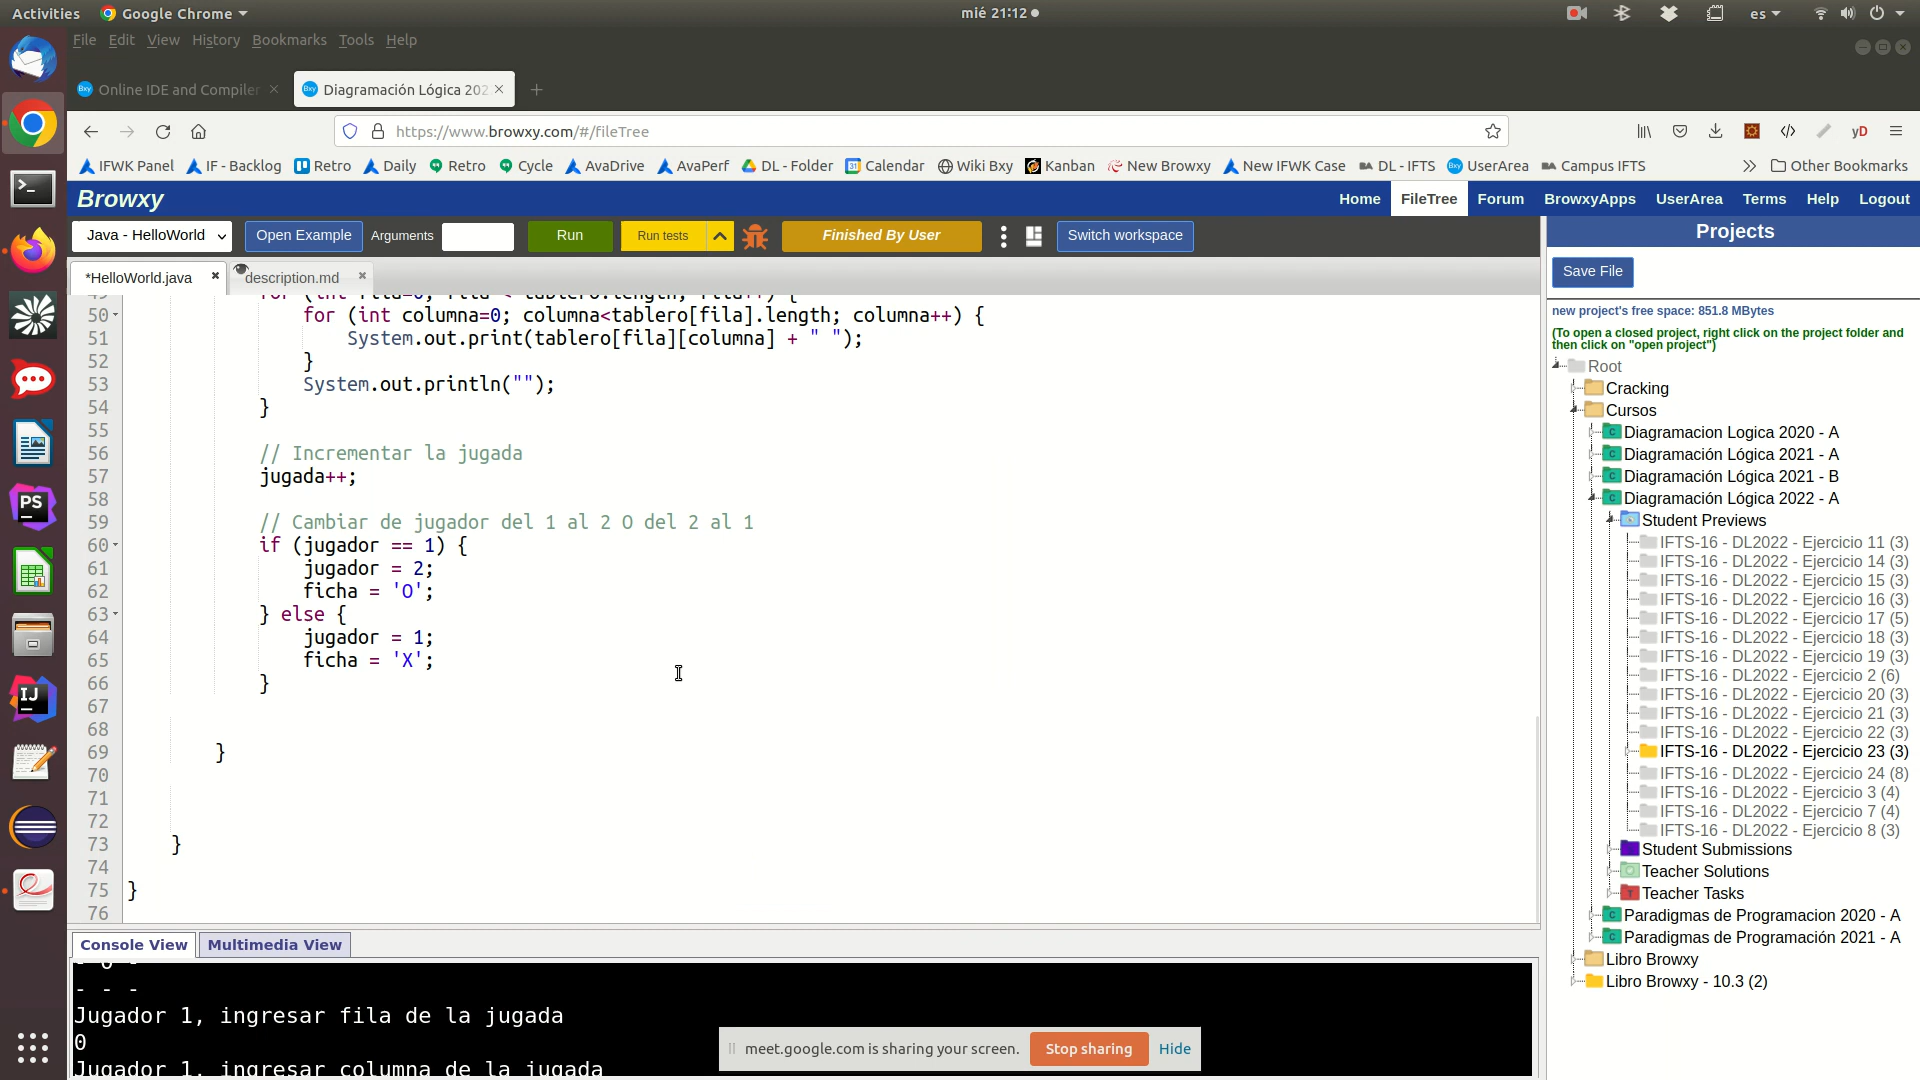 Activities Google Chrome mié 21:12 es
File Edit View History Bookmarks Tools Help
Online IDE and Compiler Diagramación Lógica 202
https://www.browxy.com/#/fileTree yD
IFWK Panel IF - Backlog Retro Daily Retro Cycle AvaDrive AvaPerf DL - Folder Calendar Wiki Bxy Kanban New Browxy New IFWK Case DL - IFTS UserArea Campus IFTS Other Bookmarks
Browxy Home FileTree Forum BrowxyApps UserArea Terms Help Logout
Java - HelloWorld Open Example Arguments Run Run tests Finished By User Switch workspace Projects
*HelloWorld.java description.md
Save File
new project's free space: 851.8 MBytes
(To open a closed project, right click on the project folder and
then click on "open project")
49 for (int fila=0; fila < tablero.length; fila++) {
50 for (int columna=0; columna<tablero[fila].length; columna++) {
51 System.out.print(tablero[fila][columna] + " ");
52 }
53 System.out.println("");
54 }
55
56 // Incrementar la jugada
57 jugada++;
58
59 // Cambiar de jugador del 1 al 2 O del 2 al 1
60 if (jugador == 1) {
61 jugador = 2;
62 ficha = 'O';
63 } else {
64 jugador = 1;
65 ficha = 'X';
66 }
67
68
69 }
70
71
72
73 }
74
75 }
76
Root
Cracking
Cursos
Diagramacion Logica 2020 - A
Diagramación Lógica 2021 - A
Diagramación Lógica 2021 - B
Diagramación Lógica 2022 - A
Student Previews
IFTS-16 - DL2022 - Ejercicio 11 (3)
IFTS-16 - DL2022 - Ejercicio 14 (3)
IFTS-16 - DL2022 - Ejercicio 15 (3)
IFTS-16 - DL2022 - Ejercicio 16 (3)
IFTS-16 - DL2022 - Ejercicio 17 (5)
IFTS-16 - DL2022 - Ejercicio 18 (3)
IFTS-16 - DL2022 - Ejercicio 19 (3)
IFTS-16 - DL2022 - Ejercicio 2 (6)
IFTS-16 - DL2022 - Ejercicio 20 (3)
IFTS-16 - DL2022 - Ejercicio 21 (3)
IFTS-16 - DL2022 - Ejercicio 22 (3)
IFTS-16 - DL2022 - Ejercicio 23 (3)
IFTS-16 - DL2022 - Ejercicio 24 (8)
IFTS-16 - DL2022 - Ejercicio 3 (4)
IFTS-16 - DL2022 - Ejercicio 7 (4)
IFTS-16 - DL2022 - Ejercicio 8 (3)
Student Submissions
Teacher Solutions
Teacher Tasks
Paradigmas de Programacion 2020 - A
Paradigmas de Programación 2021 - A
Libro Browxy
Libro Browxy - 10.3 (2)
Console View Multimedia View
- O -
- - -
Jugador 1, ingresar fila de la jugada
0
Jugador 1, ingresar columna de la jugada
meet.google.com is sharing your screen. Stop sharing Hide